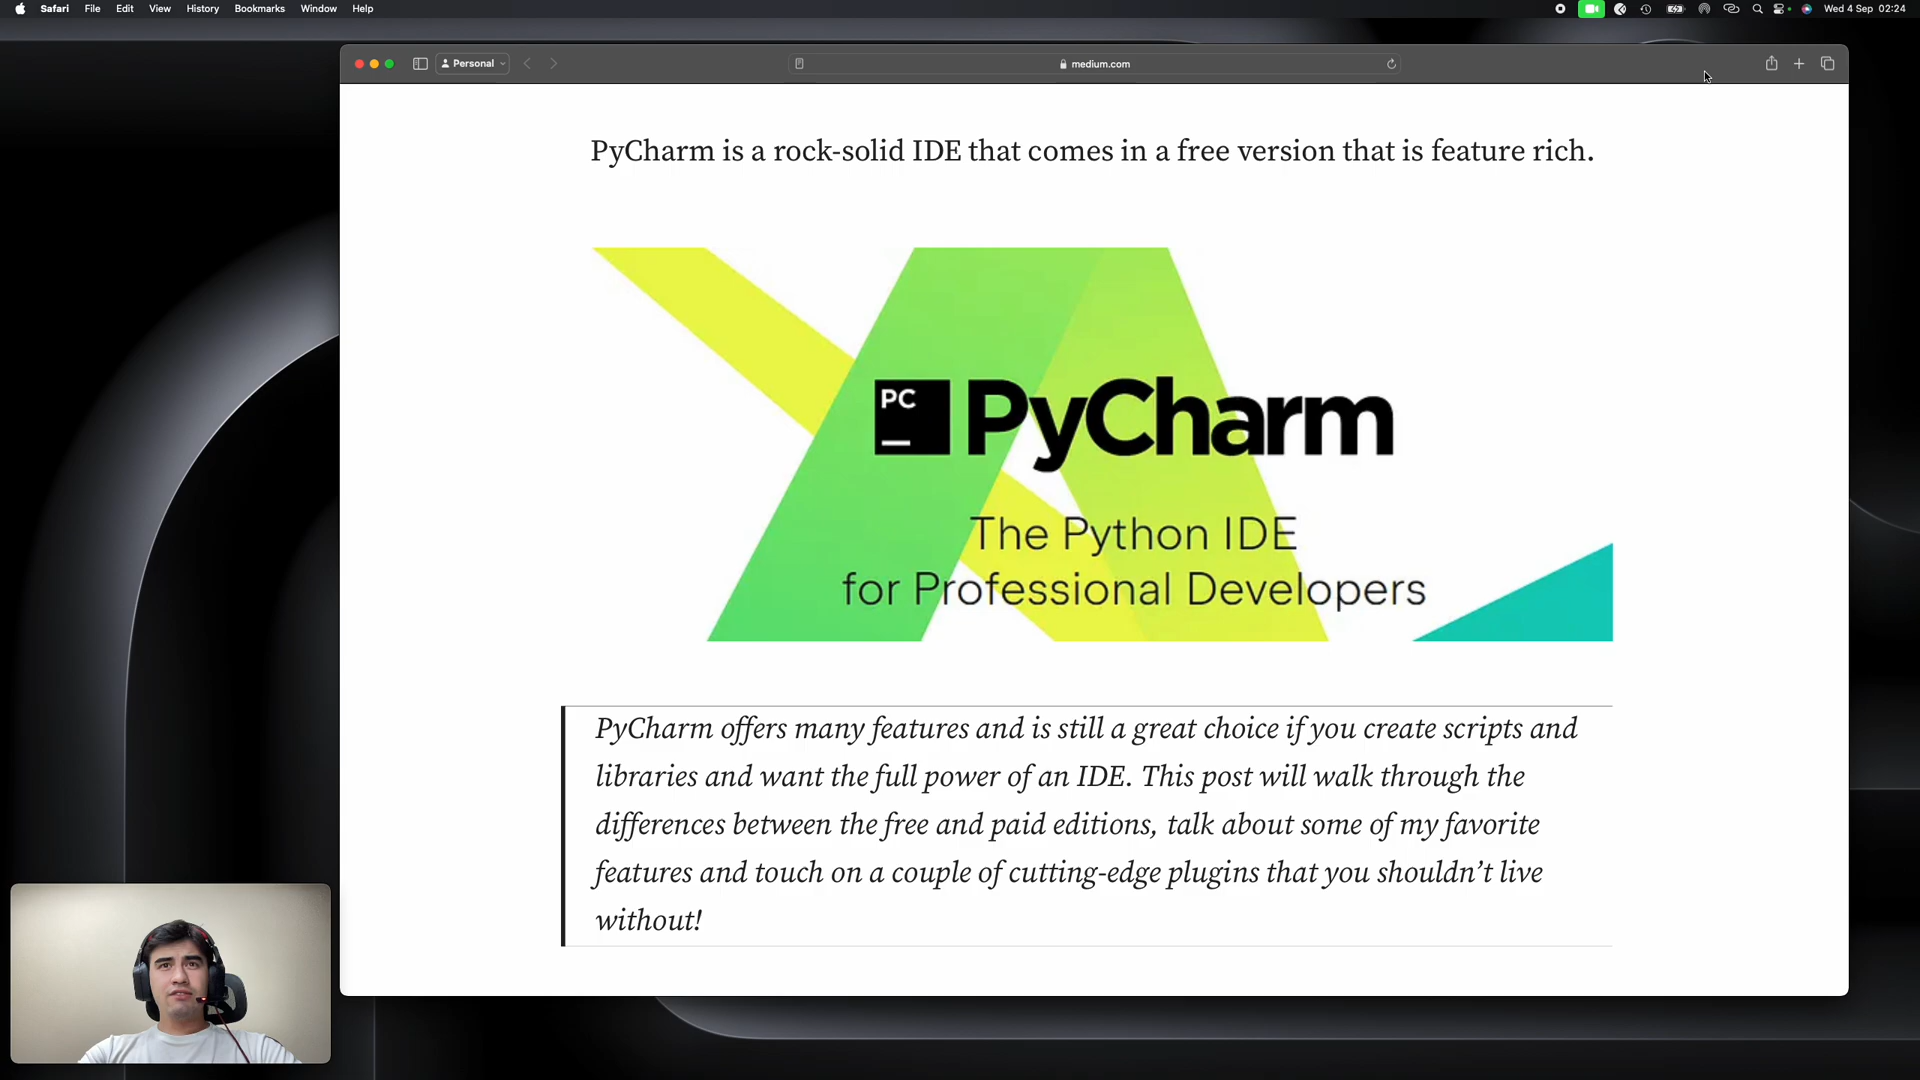 Safari File Edit View History Bookmarks Window Help Wed 4 Sep 02:24
Personal medium.com
PyCharm is a rock-solid IDE that comes in a free version that is feature rich.
PC PyCharm
The Python IDE
for Professional Developers
PyCharm offers many features and is still a great choice if you create scripts and
libraries and want the full power of an IDE. This post will walk through the
differences between the free and paid editions, talk about some of my favorite
features and touch on a couple of cutting-edge plugins that you shouldn’t live
without!